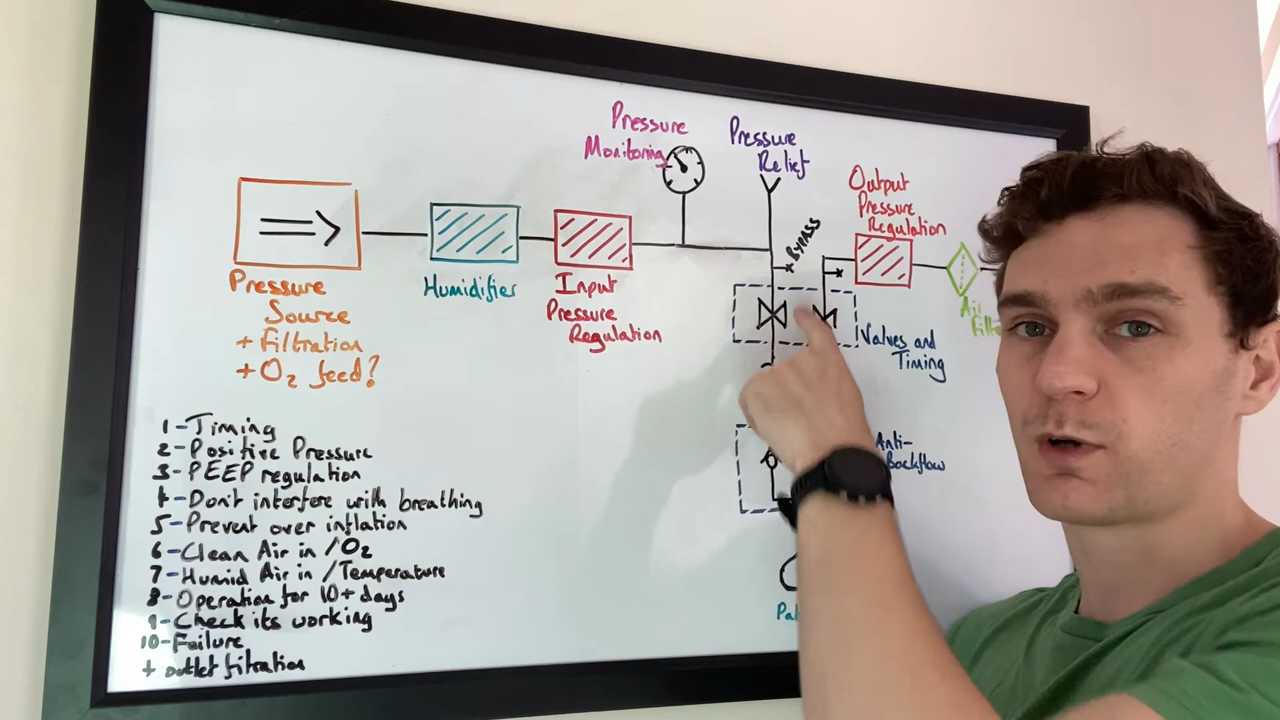 Pressure
Monitoring
Pressure
Relief
BYPASS
Output
Pressure
Regulation
Pressure
Source
+ Filtration
+ O₂ feed?
Humidifier
Input
Pressure
Regulation
Air
Valves and
Timing
Anti-
Backflow
1-Timing
2-Positive Pressure
3-PEEP regulation
4-Don't interfere with breathing
5-Prevent over inflation
6-Clean Air in /O₂
7-Humid Air in /Temperature
8-Operation for 10+ days
9-Check its working
10-Failure
+ outlet filtration